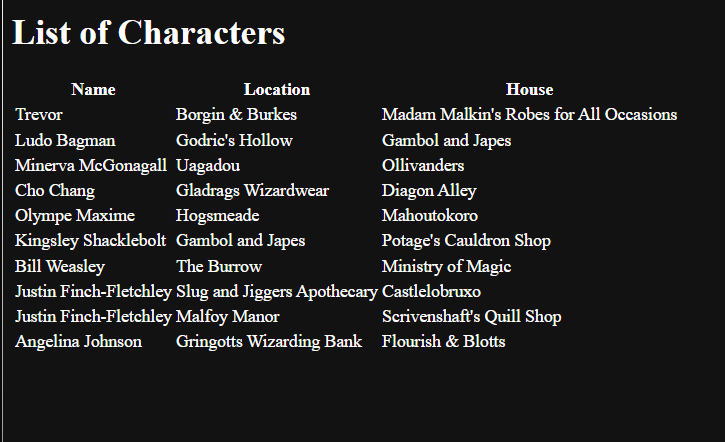 List of Characters
Name Location House
Trevor Borgin & Burkes Madam Malkin's Robes for All Occasions
Ludo Bagman Godric's Hollow Gambol and Japes
Minerva McGonagall Uagadou Ollivanders
Cho Chang Gladrags Wizardwear Diagon Alley
Olympe Maxime Hogsmeade Mahoutokoro
Kingsley Shacklebolt Gambol and Japes Potage's Cauldron Shop
Bill Weasley The Burrow Ministry of Magic
Justin Finch-Fletchley Slug and Jiggers Apothecary Castlelobruxo
Justin Finch-Fletchley Malfoy Manor Scrivenshaft's Quill Shop
Angelina Johnson Gringotts Wizarding Bank Flourish & Blotts